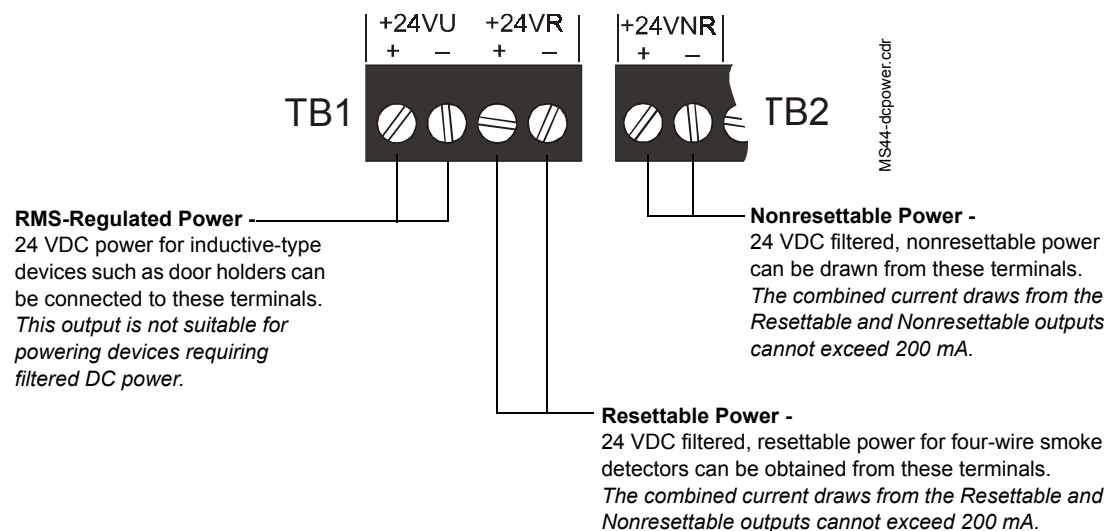 +24VU +24VR +24VNR
+ – + – + –
TB1 TB2
MS44-dcpower.cdr
RMS-Regulated Power -
24 VDC power for inductive-type
devices such as door holders can
be connected to these terminals.
This output is not suitable for
powering devices requiring
filtered DC power.
Nonresettable Power -
24 VDC filtered, nonresettable power
can be drawn from these terminals.
The combined current draws from the
Resettable and Nonresettable outputs
cannot exceed 200 mA.
Resettable Power -
24 VDC filtered, resettable power for four-wire smoke
detectors can be obtained from these terminals.
The combined current draws from the Resettable and
Nonresettable outputs cannot exceed 200 mA.